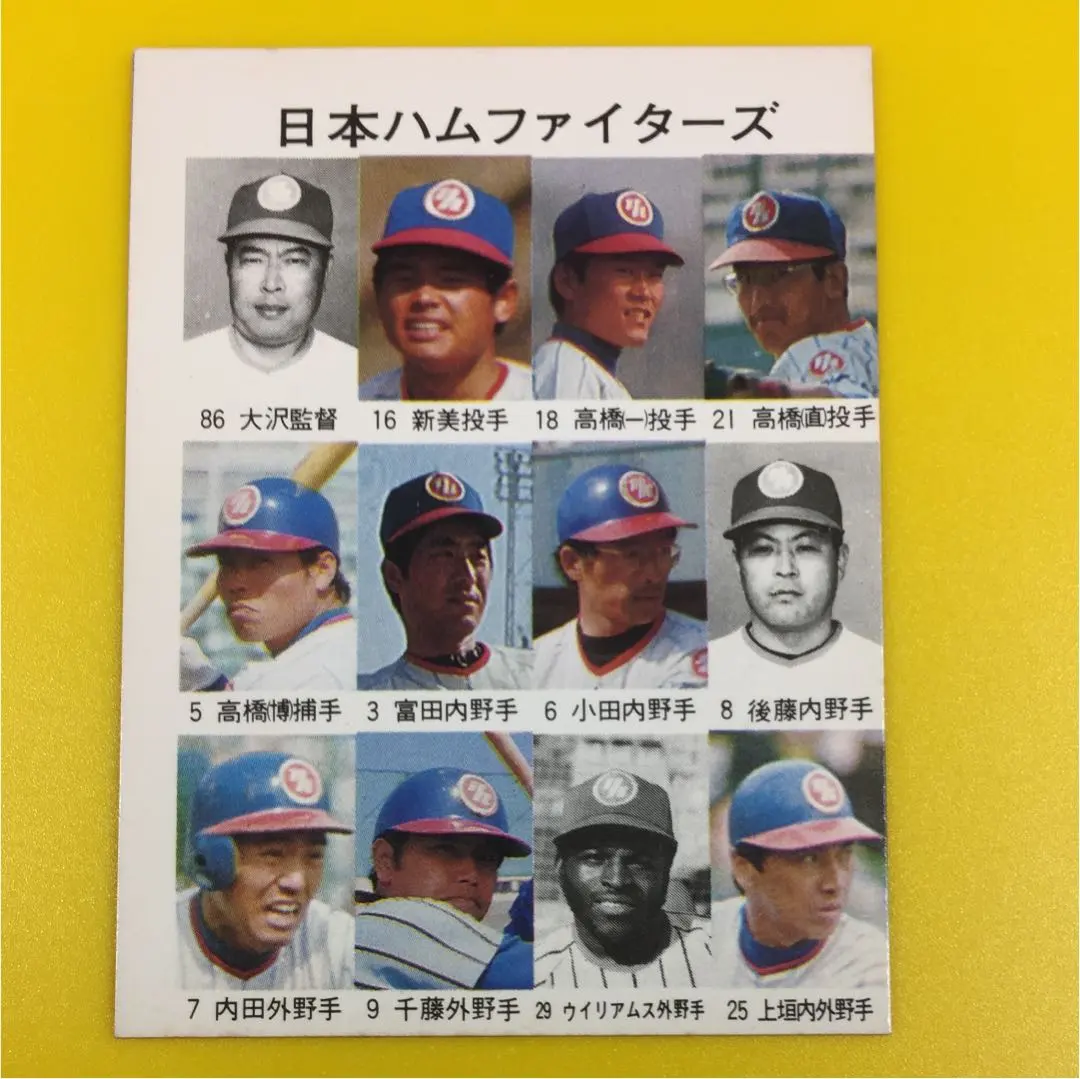 日本ハムファイターズ
86 大沢監督 16 新美投手 18 高橋(一)投手 21 高橋(直)投手
5 高橋(博)捕手 3 富田内野手 6 小田内野手 8 後藤内野手
7 内田外野手 9 千藤外野手 29 ウイリアムス外野手 25 上垣内外野手